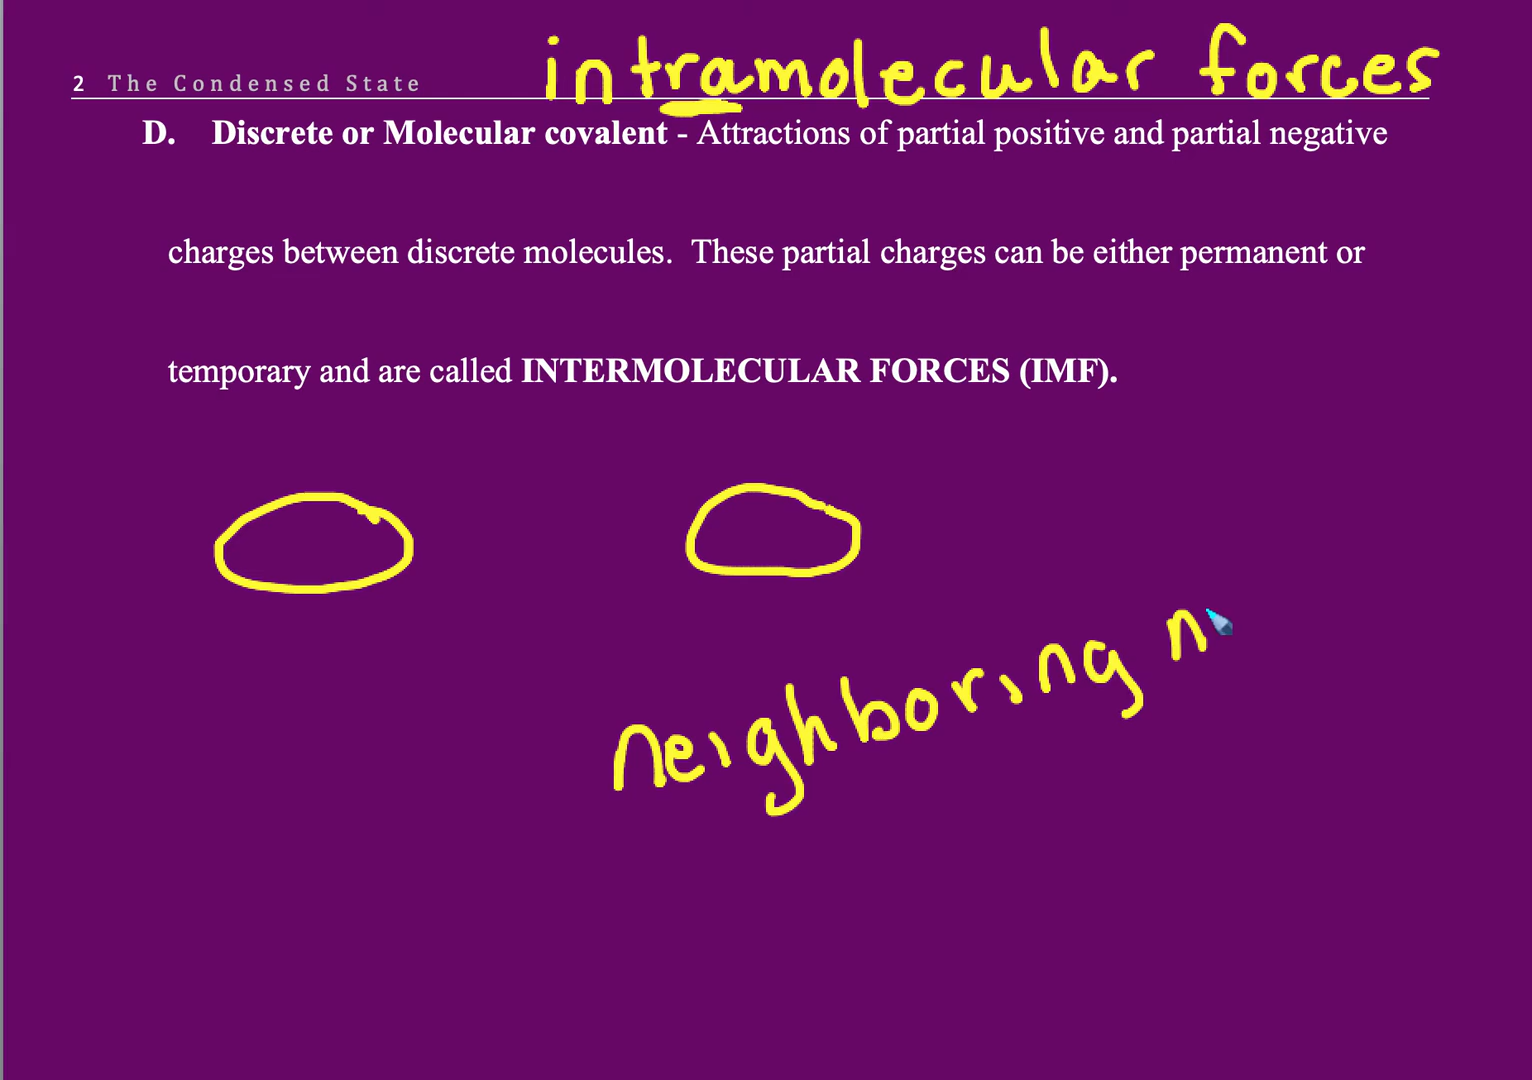 intramolecular forces
2 The Condensed State
D. Discrete or Molecular covalent - Attractions of partial positive and partial negative
charges between discrete molecules. These partial charges can be either permanent or
temporary and are called INTERMOLECULAR FORCES (IMF).
neighboring n